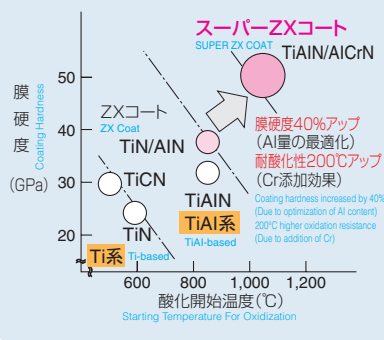 スーパーZXコート
SUPER ZX COAT
TiAlN/AlCrN
膜硬度
Coating Hardness
(GPa)
50
40
30
20
ZXコート
ZX Coat
TiN/AlN
TiCN
TiN
TiAlN
TiAl系
TiAl-based
Ti系 Ti-based
膜硬度40%アップ
(Al量の最適化)
耐酸化性200℃アップ
(Cr添加効果)
Coating hardness increased by 40%
(Due to optimization of Al content)
200°C higher oxidation resistance
(Due to addition of Cr)
600 800 1,000 1,200
酸化開始温度(℃)
Starting Temperature For Oxidization